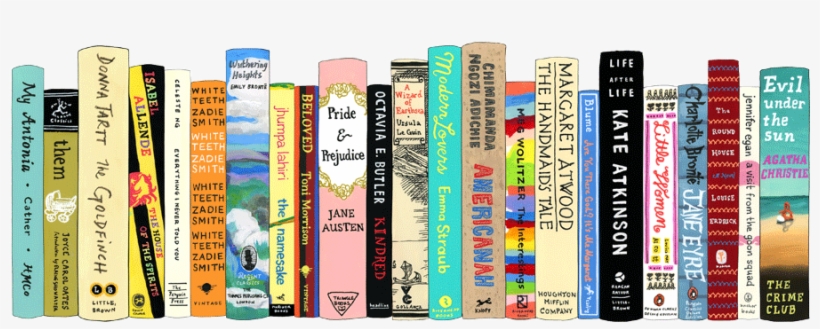 My Antonia • Cather • HMCo
them
JOYCE CAROL OATES
DONNA TARTT The GOLDFINCH
LB
LITTLE, BROWN
ISABEL ALLENDE
THE HOUSE OF THE SPIRITS
CELESTE NG EVERYTHING I NEVER TOLD YOU
The Penguin Press
WHITE
TEETH
ZADIE
SMITH
WHITE
TEETH
ZADIE
SMITH
WHITE
TEETH
ZADIE
SMITH
WHITE
TEETH
ZADIE
SMITH
VINTAGE
Wuthering
Heights
EMILY BRONTË
jhumpa lahiri the namesake
BELOVED Toni Morrison
VINTAGE
Pride
&
Prejudice
JANE
AUSTEN
OCTAVIA E. BUTLER KINDRED
A Wizard
of
Earthsea
Ursula
Le Guin
GOLLANCZ
Modern Lovers Emma Straub
CHIMAMANDA
NGOZI ADICHIE
AMERICANAH
MEG WOLITZER The Interestings
MARGARET ATWOOD
THE HANDMAID'S TALE
HOUGHTON
MIFFLIN
COMPANY
Blume Are You There God? It's Me, Margaret
LIFE
AFTER
LIFE
KATE ATKINSON
Little Women
Charlotte Brontë
JANE EYRE
The
ROUND
HOUSE
LOUISE
ERDRICH
jennifer egan a visit from the goon squad
Evil
under
the
sun
AGATHA
CHRISTIE
THE
CRIME
CLUB